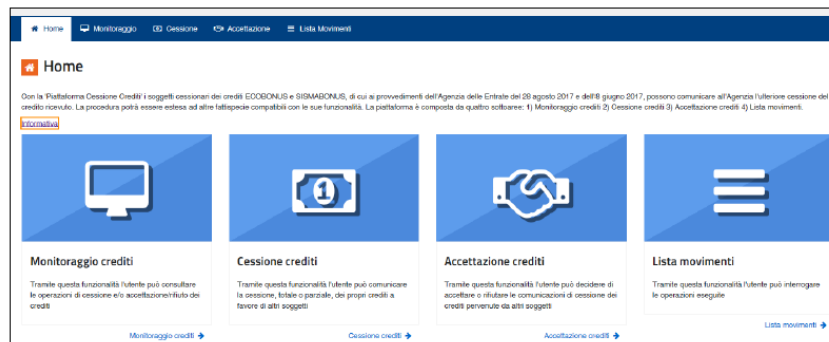 Home Monitoraggio Cessione Accettazione Lista Movimenti
Home
Con la 'Piattaforma Cessione Crediti' i soggetti cessionari dei crediti ECOBONUS e SISMABONUS, di cui ai provvedimenti dell'Agenzia delle Entrate del 28 agosto 2017 e dell'8 giugno 2017, possono comunicare all'Agenzia l'ulteriore cessione del
credito ricevuto. La procedura potrà essere estesa ad altre fattispecie compatibili con le sue funzionalità. La piattaforma è composta da quattro sottoaree: 1) Monitoraggio crediti 2) Cessione crediti 3) Accettazione crediti 4) Lista movimenti.
Informativa
1
Monitoraggio crediti
Tramite questa funzionalità l'utente può consultare
le operazioni di cessione e/o accettazione/rifiuto dei
crediti
Monitoraggio crediti
Cessione crediti
Tramite questa funzionalità l'utente può comunicare
la cessione, totale o parziale, dei propri crediti a
favore di altri soggetti
Cessione crediti
Accettazione crediti
Tramite questa funzionalità l'utente può decidere di
accettare o rifiutare le comunicazioni di cessione dei
crediti pervenute da altri soggetti
Accettazione crediti
Lista movimenti
Tramite questa funzionalità l'utente può interrogare
le operazioni eseguite
Lista movimenti